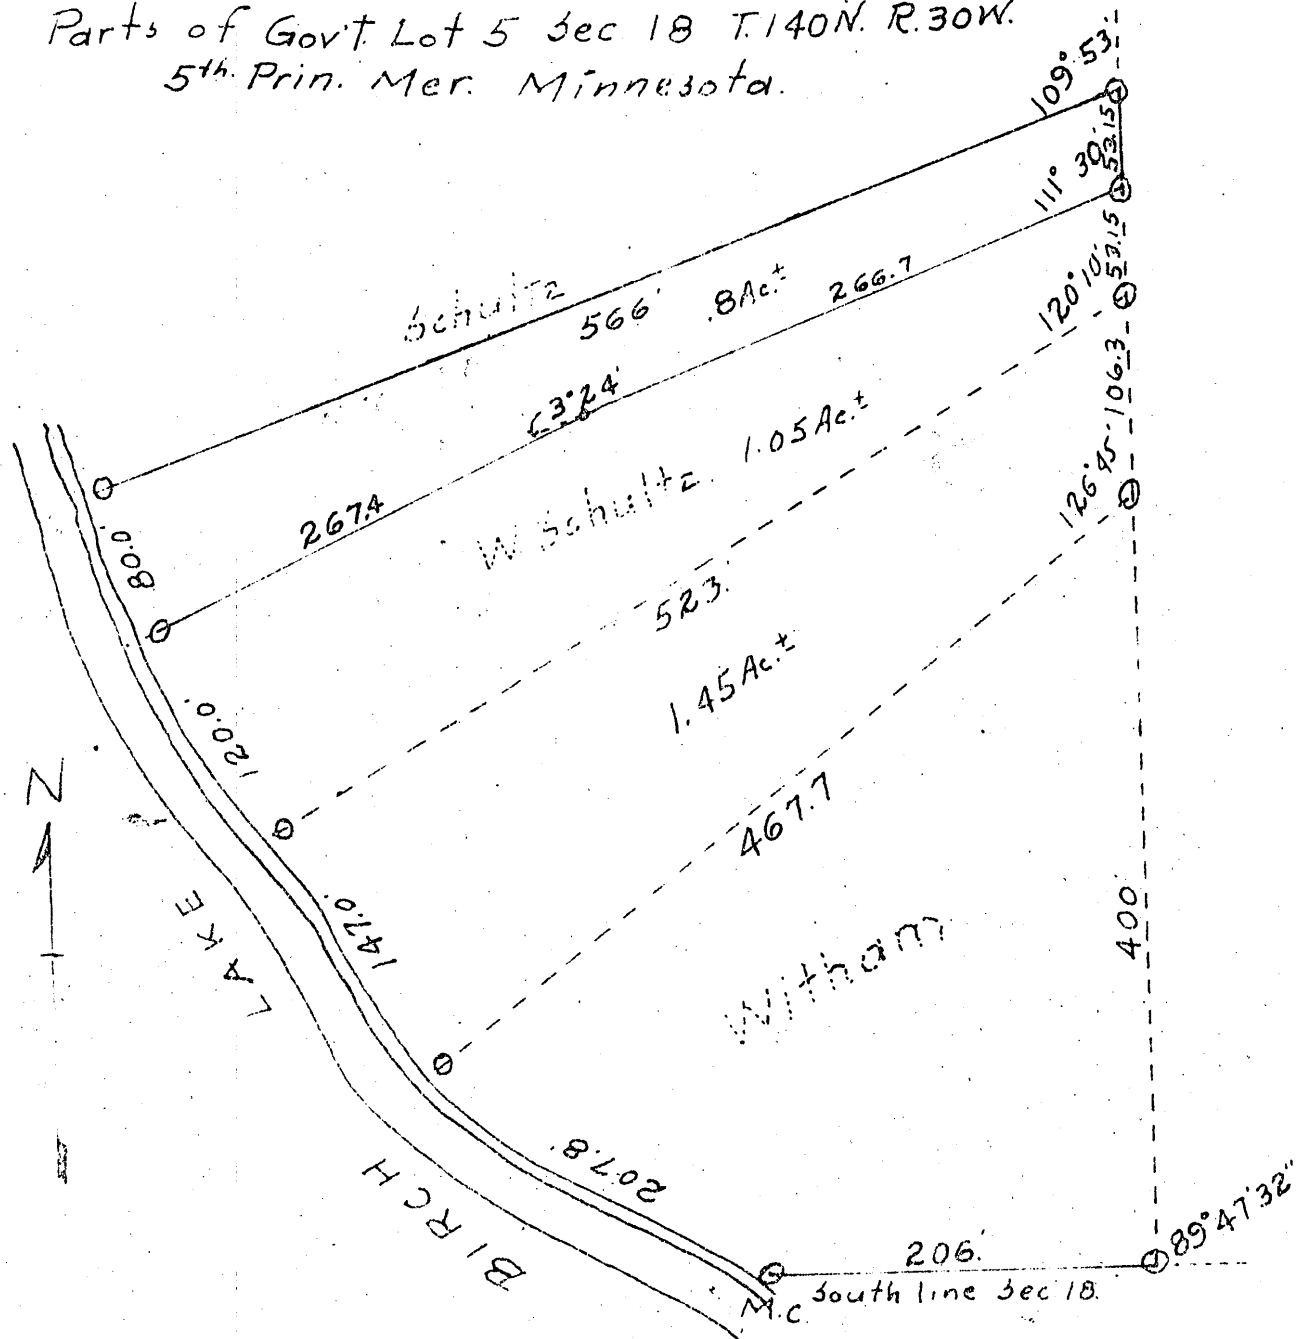 Parts of Gov't. Lot 5 Sec 18 T.140N. R.30W.
5th. Prin. Mer. Minnesota.
109° 53'
53.15
111° 30'
53.15
Schultz
566'
.8Ac.±
266.7
120° 10'
106.3
3° 24'
W. Schultz
1.05Ac.±
126° 45'
267.4
80.0'
523.'
120.0'
1.45Ac.±
N
467.7
147.0'
400'
LAKE
Witham
207.8'
BIRCH
206.'
89° 47' 32"
South line Sec 18.
M.C.